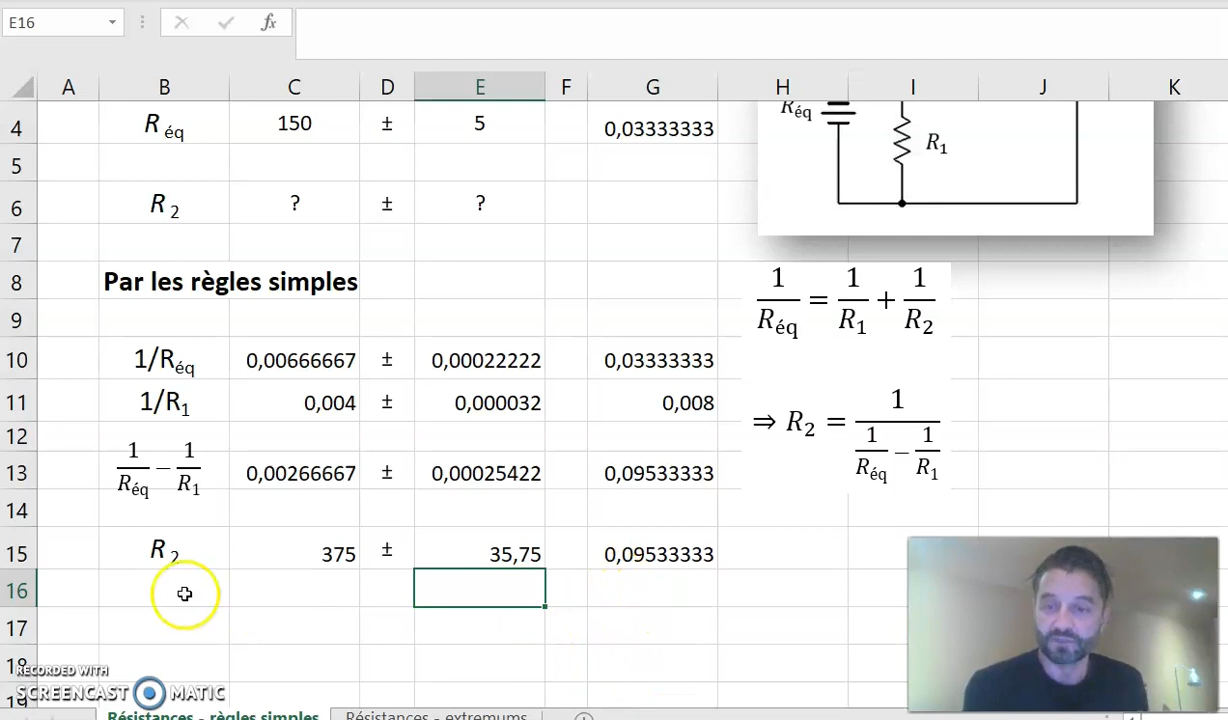 E16 fx
A B C D E F G H I J K
4 R éq 150 ± 5 0,03333333
5
6 R 2 ? ± ?
7
8 Par les règles simples
9
10 1/Réq 0,00666667 ± 0,00022222 0,03333333
11 1/R1 0,004 ± 0,000032 0,008
12
13 1/Réq − 1/R1 0,00266667 ± 0,00025422 0,09533333
14
15 R 2 375 ± 35,75 0,09533333
16
17
18
19
Réq
R1
1/Réq = 1/R1 + 1/R2
⇒ R2 = 1/(1/Réq − 1/R1)
RECORDED WITH
SCREENCAST MATIC
Résistances - règles simples Résistances - extremums